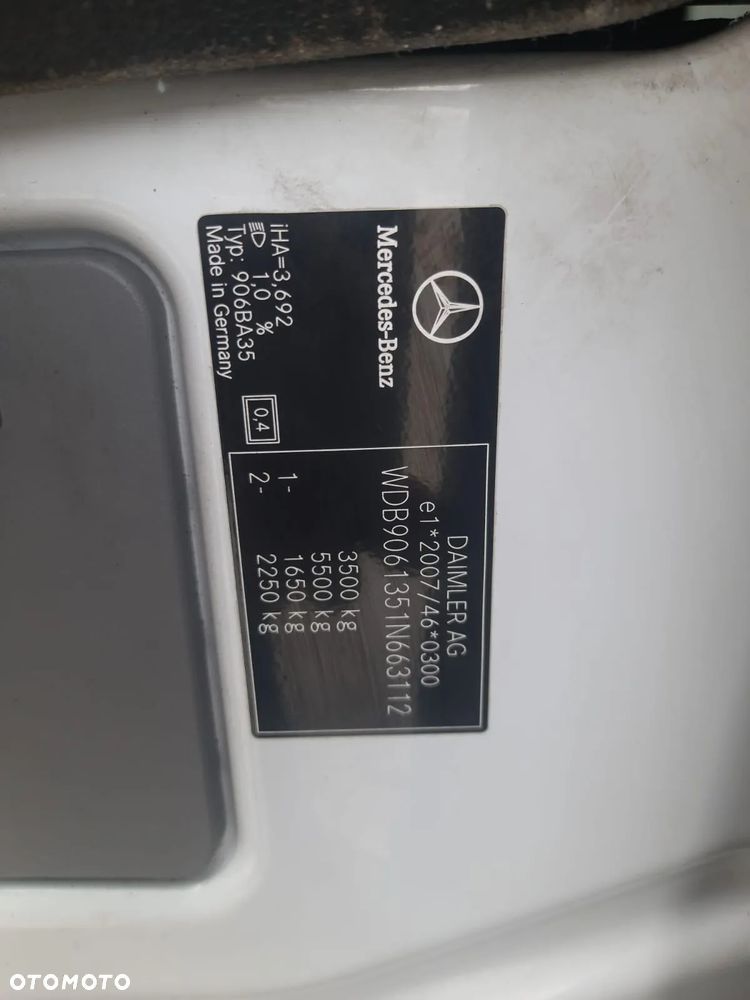 Mercedes-Benz
DAIMLER AG
e1*2007/46*0300
WDB9061351N663112
3500 kg
5500 kg
1- 1650 kg
2- 2250 kg
iHA=3,692
1,0 %
Typ: 906BA35
Made in Germany
0,4
OTOMOTO